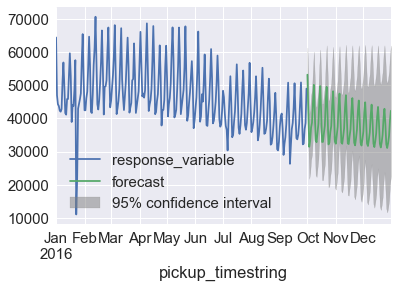 70000
60000
50000
40000
30000
20000
10000
response_variable
forecast
95% confidence interval
Jan Feb Mar Apr May Jun Jul Aug Sep Oct Nov Dec
2016
pickup_timestring